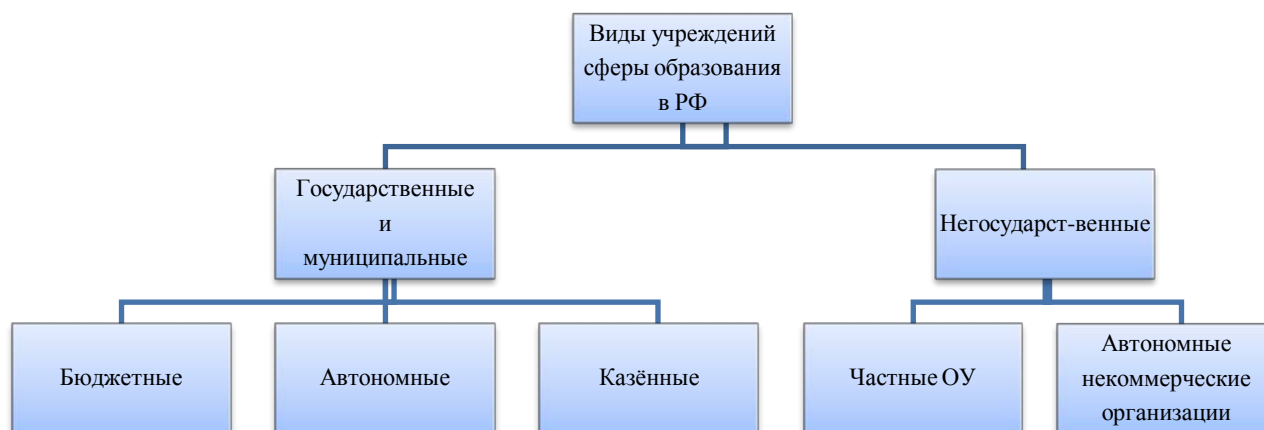 Виды учреждений
сферы образования
в РФ
Государственные
и
муниципальные
Негосударст-венные
Бюджетные
Автономные
Казённые
Частные ОУ
Автономные
некоммерческие
организации